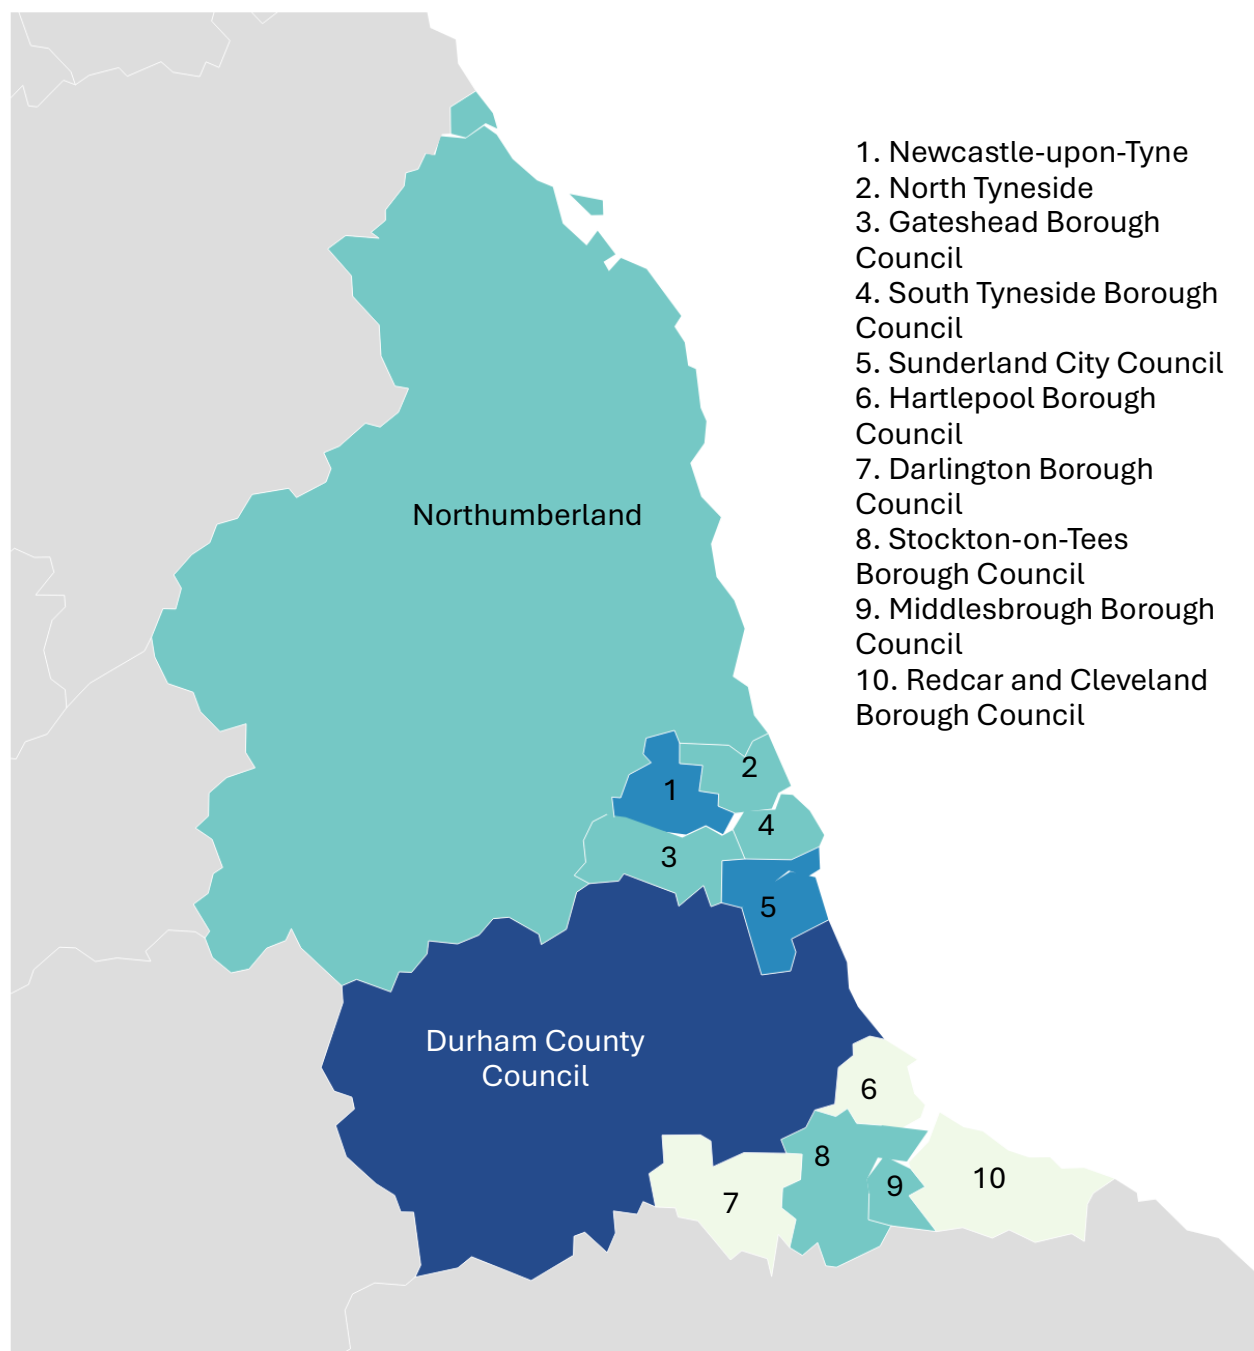 1. Newcastle-upon-Tyne
2. North Tyneside
3. Gateshead Borough
Council
4. South Tyneside Borough
Council
5. Sunderland City Council
6. Hartlepool Borough
Council
7. Darlington Borough
Council
8. Stockton-on-Tees
Borough Council
9. Middlesbrough Borough
Council
10. Redcar and Cleveland
Borough Council
Northumberland
2
1
4
3
5
Durham County
Council
6
8
9
10
7